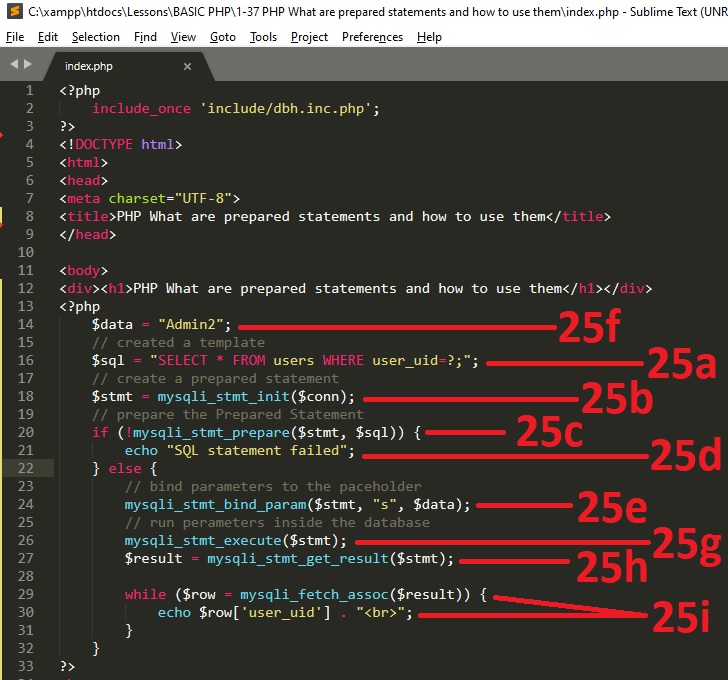 C:\xampp\htdocs\Lessons\BASIC PHP\1-37 PHP What are prepared statements and how to use them\index.php - Sublime Text (UNR
File Edit Selection Find View Goto Tools Project Preferences Help
index.php ×
1 <?php
2 include_once 'include/dbh.inc.php';
3 ?>
4 <!DOCTYPE html>
5 <html>
6 <head>
7 <meta charset="UTF-8">
8 <title>PHP What are prepared statements and how to use them</title>
9 </head>
10
11 <body>
12 <div><h1>PHP What are prepared statements and how to use them</h1></div>
13 <?php
14 $data = "Admin2"; 25f
15 // created a template
16 $sql = "SELECT * FROM users WHERE user_uid=?;"; 25a
17 // create a prepared statement
18 $stmt = mysqli_stmt_init($conn); 25b
19 // prepare the Prepared Statement
20 if (!mysqli_stmt_prepare($stmt, $sql)) { 25c
21 echo "SQL statement failed"; 25d
22 } else {
23 // bind parameters to the paceholder
24 mysqli_stmt_bind_param($stmt, "s", $data); 25e
25 // run perameters inside the database
26 mysqli_stmt_execute($stmt); 25g
27 $result = mysqli_stmt_get_result($stmt); 25h
28
29 while ($row = mysqli_fetch_assoc($result)) {
30 echo $row['user_uid'] . "<br>"; 25i
31 }
32 }
33 ?>